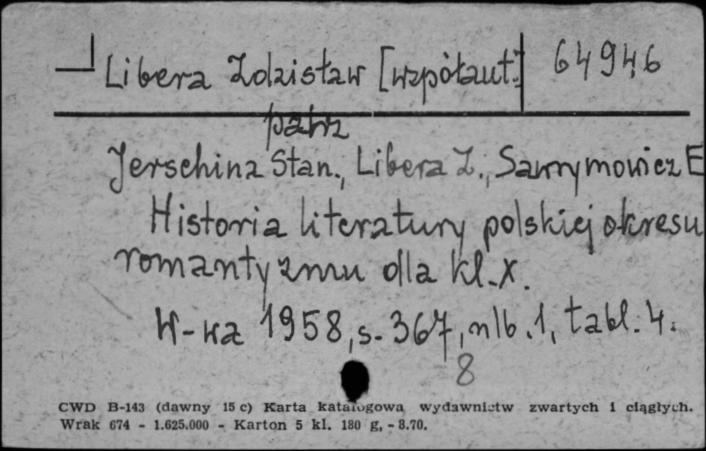 Libera Zdzisław [współaut.] 64946
patrz
Jerschina Stan., Libera Z., Sawrymowicz E
Historia literatury polskiej okresu
romantyzmu dla kl. X.
W-wa 1958, s. 367, nlb. 1, tabl. 4.
8
CWD B-143 (dawny 15 c) Karta katalogowa wydawnictw zwartych i ciągłych.
Wrak 674 - 1.625.000 - Karton 5 kl. 180 g. - 8.70.